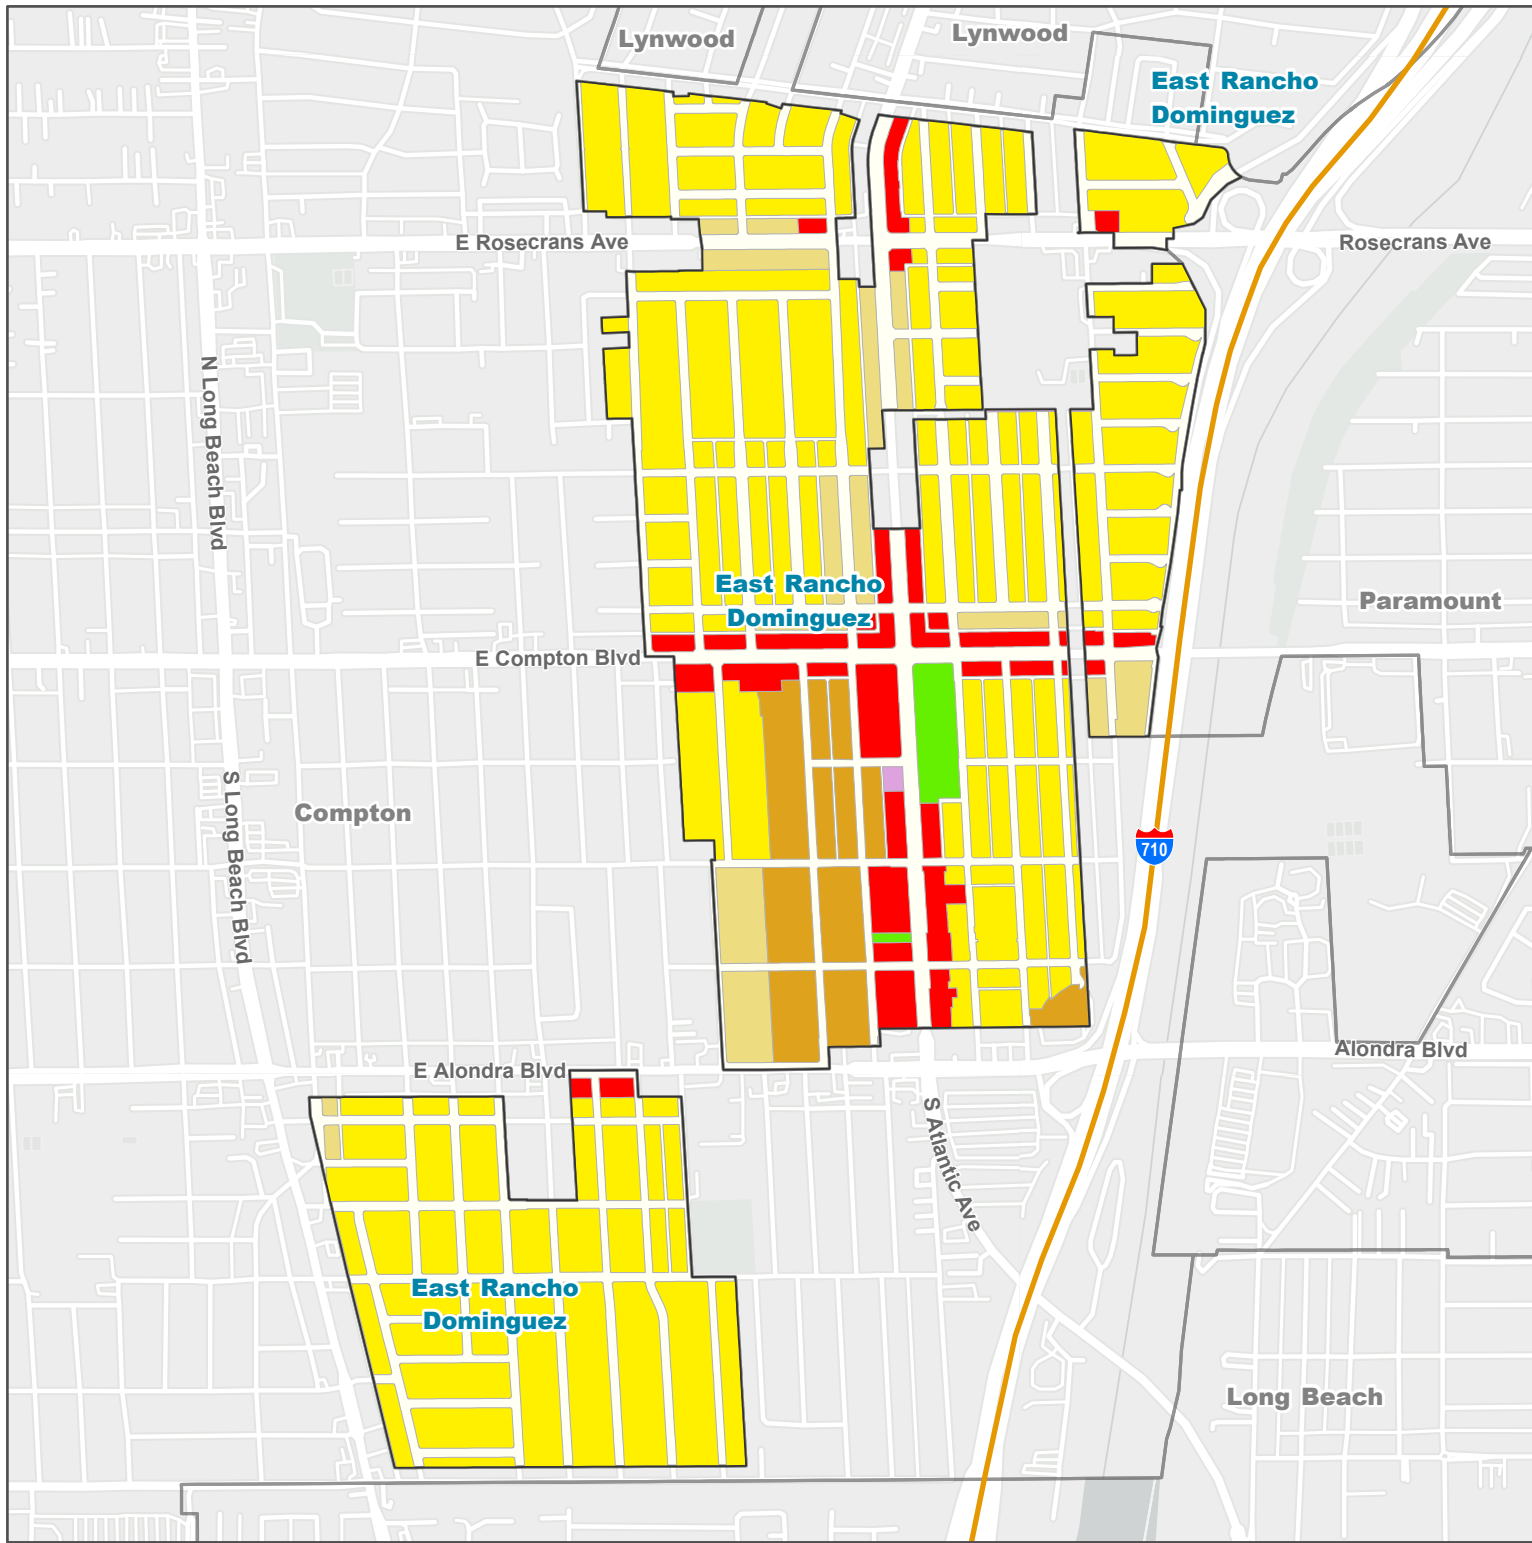 Lynwood
Lynwood
East Rancho
Dominguez
E Rosecrans Ave
Rosecrans Ave
N Long Beach Blvd
East Rancho
Dominguez
Paramount
E Compton Blvd
S Long Beach Blvd
Compton
710
Alondra Blvd
E Alondra Blvd
S Atlantic Ave
East Rancho
Dominguez
Long Beach